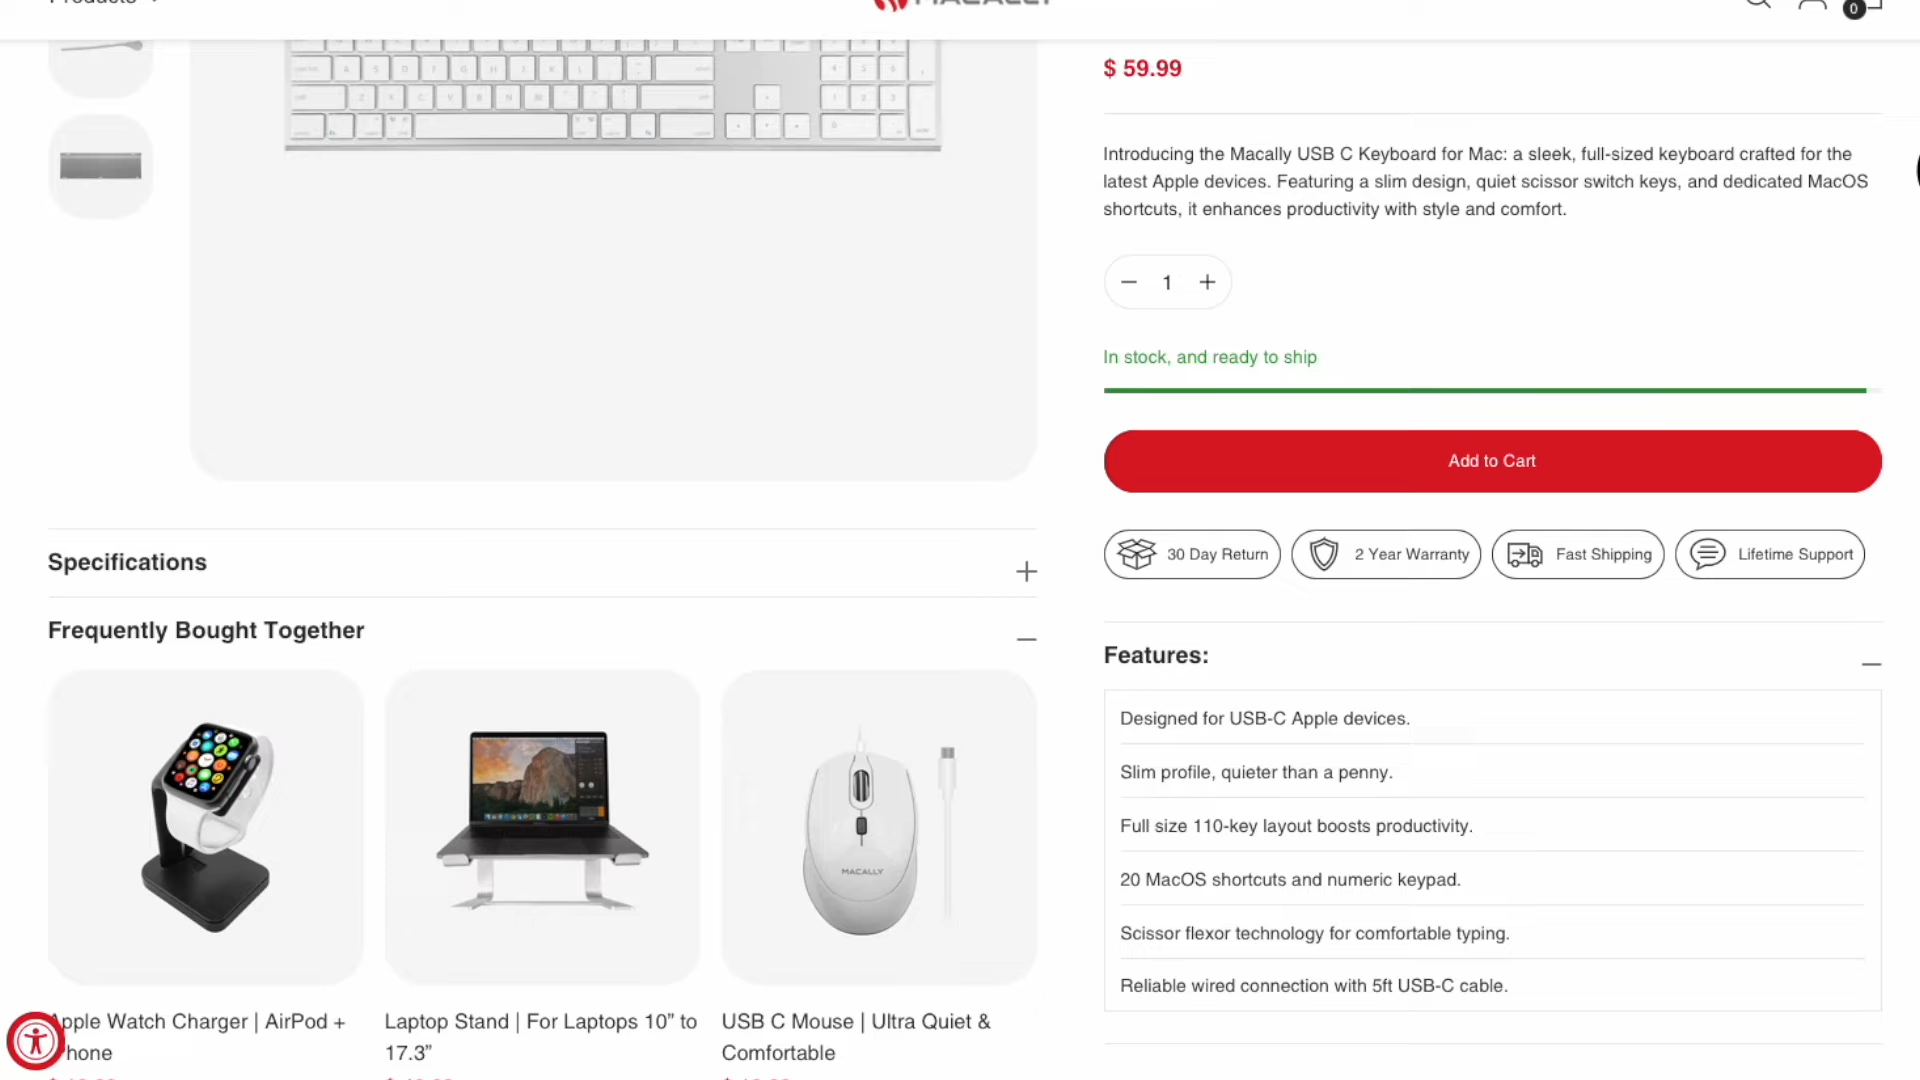 Products
MACALLY
0
$ 59.99
Introducing the Macally USB C Keyboard for Mac: a sleek, full-sized keyboard crafted for the
latest Apple devices. Featuring a slim design, quiet scissor switch keys, and dedicated MacOS
shortcuts, it enhances productivity with style and comfort.
1
In stock, and ready to ship
Add to Cart
30 Day Return
2 Year Warranty
Fast Shipping
Lifetime Support
Specifications
Frequently Bought Together
MACALLY
Apple Watch Charger | AirPod +
Laptop Stand | For Laptops 10” to
17.3”
USB C Mouse | Ultra Quiet &
Comfortable
Features:
Designed for USB-C Apple devices.
Slim profile, quieter than a penny.
Full size 110-key layout boosts productivity.
20 MacOS shortcuts and numeric keypad.
Scissor flexor technology for comfortable typing.
Reliable wired connection with 5ft USB-C cable.